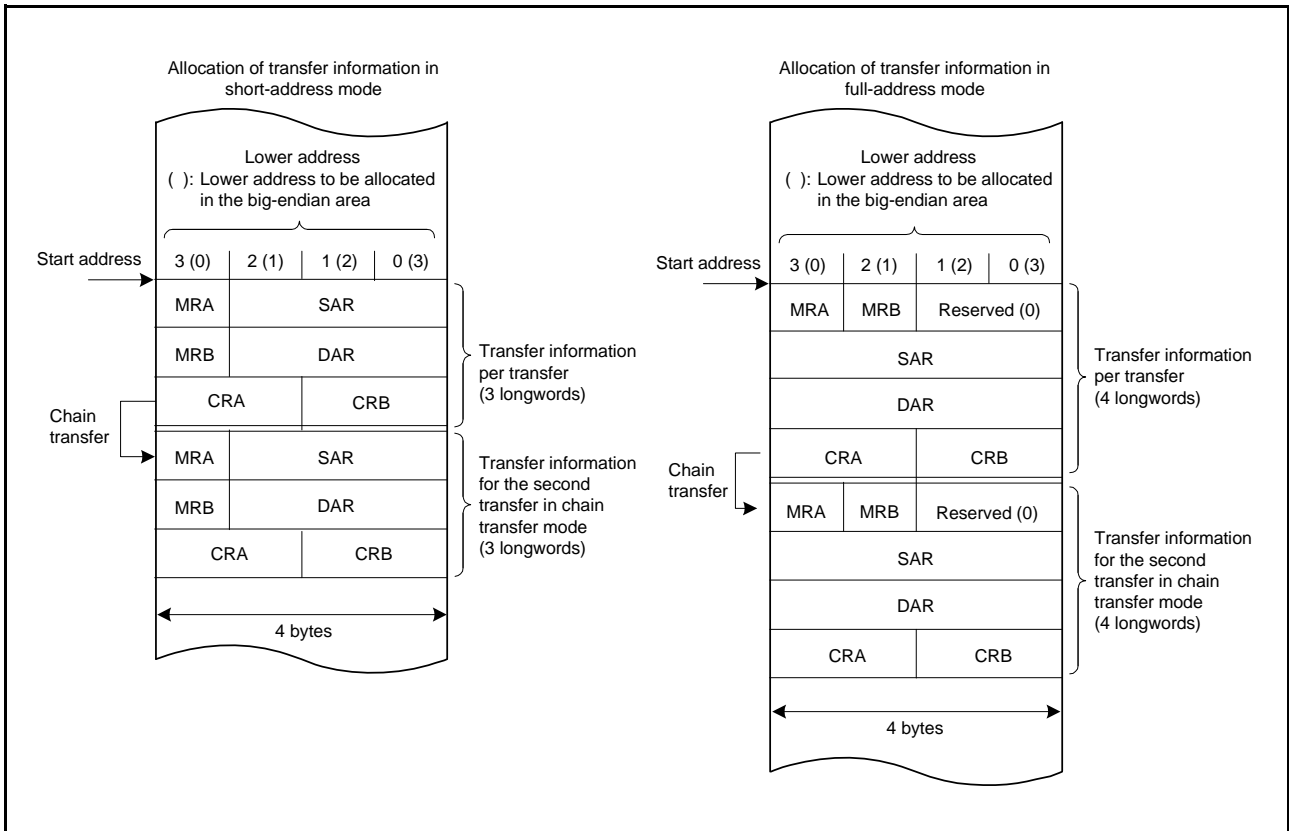 Allocation of transfer information in
short-address mode
Lower address
( ): Lower address to be allocated
in the big-endian area
Start address
3 (0) 2 (1) 1 (2) 0 (3)
MRA SAR
MRB DAR
CRA CRB
Transfer information
per transfer
(3 longwords)
Chain
transfer
MRA SAR
MRB DAR
CRA CRB
Transfer information
for the second
transfer in chain
transfer mode
(3 longwords)
4 bytes
Allocation of transfer information in
full-address mode
Lower address
( ): Lower address to be allocated
in the big-endian area
Start address
3 (0) 2 (1) 1 (2) 0 (3)
MRA MRB Reserved (0)
SAR
DAR
CRA CRB
Transfer information
per transfer
(4 longwords)
Chain
transfer
MRA MRB Reserved (0)
SAR
DAR
CRA CRB
Transfer information
for the second
transfer in chain
transfer mode
(4 longwords)
4 bytes